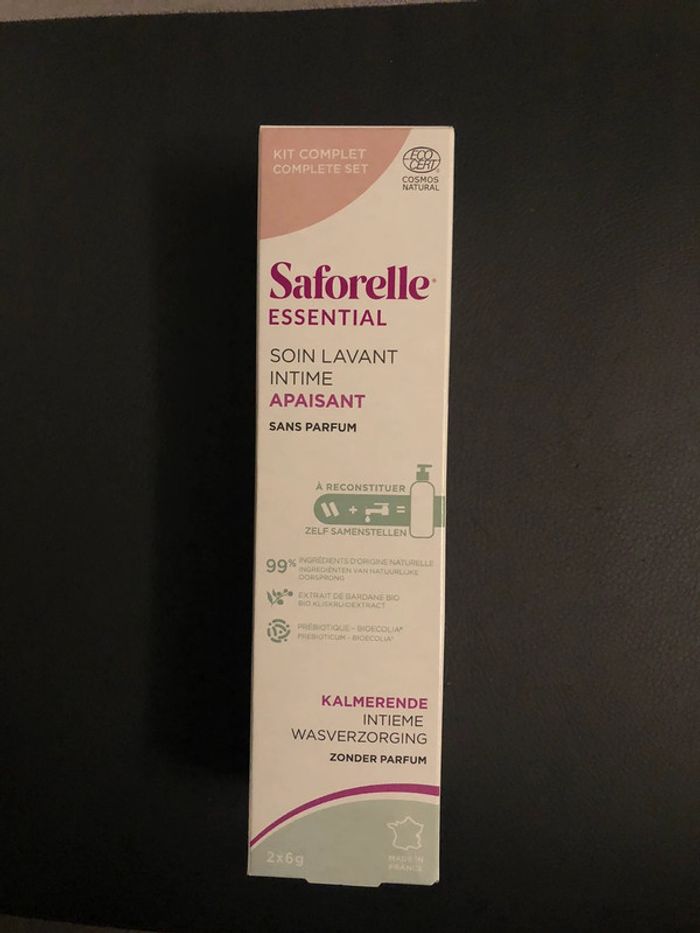 KIT COMPLET
COMPLETE SET
ECO
CERT
COSMOS
NATURAL
Saforelle®
ESSENTIAL
SOIN LAVANT
INTIME
APAISANT
SANS PARFUM
À RECONSTITUER
+ =
ZELF SAMENSTELLEN
99% INGRÉDIENTS D'ORIGINE NATURELLE
INGREDIËNTEN VAN NATUURLIJKE
OORSPRONG
EXTRAIT DE BARDANE BIO
BIO KLISKRUIDEXTRACT
PRÉBIOTIQUE - BIOECOLIA®
PREBIOTICUM - BIOECOLIA®
KALMERENDE
INTIEME
WASVERZORGING
ZONDER PARFUM
2x6g
MADE IN
FRANCE